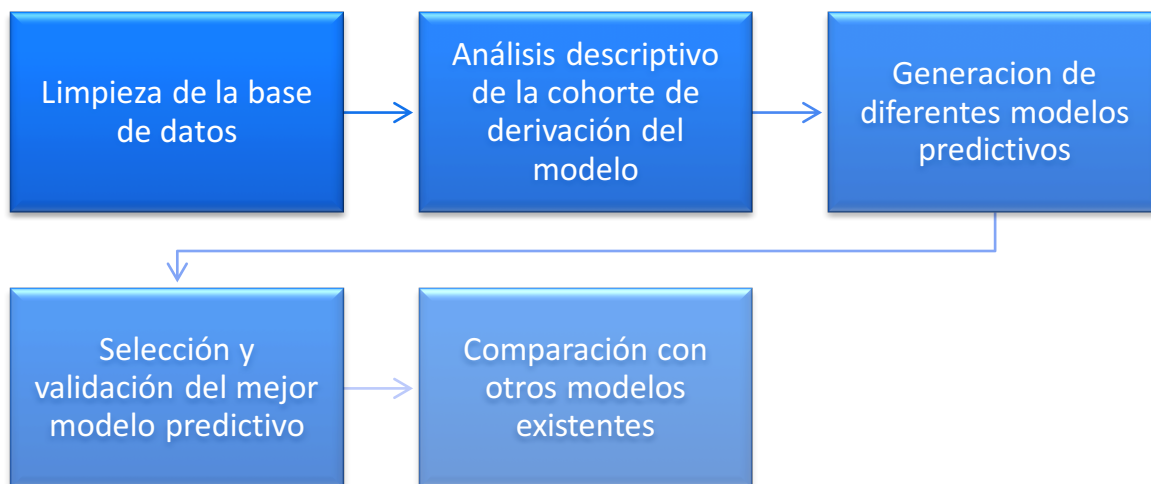 Limpieza de la base
de datos
Análisis descriptivo
de la cohorte de
derivación del
modelo
Generacion de
diferentes modelos
predictivos
Selección y
validación del mejor
modelo predictivo
Comparación con
otros modelos
existentes